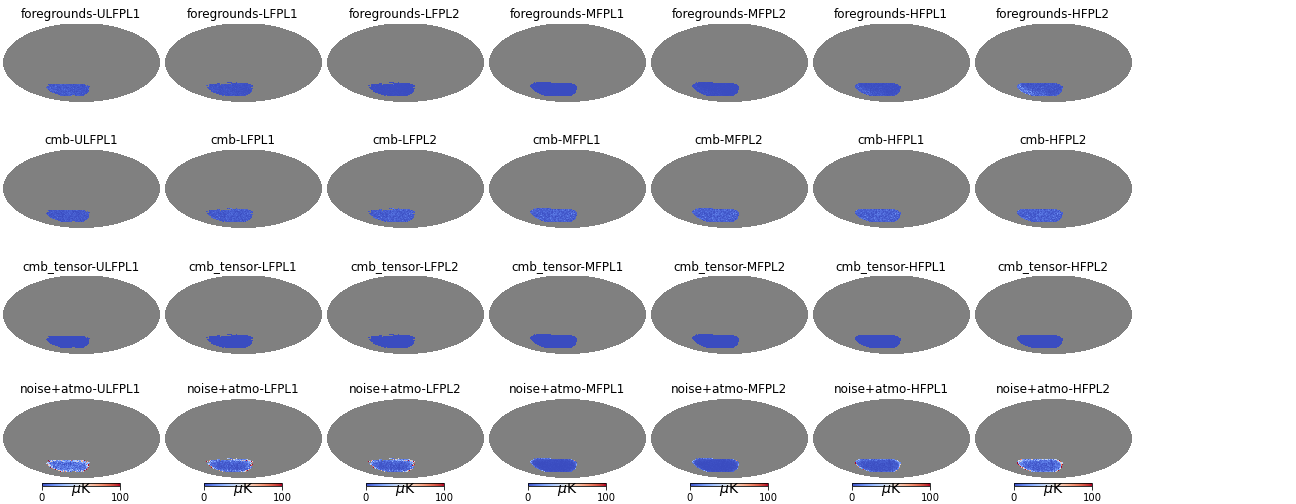 foregrounds-ULFPL1 foregrounds-LFPL1 foregrounds-LFPL2 foregrounds-MFPL1 foregrounds-MFPL2 foregrounds-HFPL1 foregrounds-HFPL2
cmb-ULFPL1 cmb-LFPL1 cmb-LFPL2 cmb-MFPL1 cmb-MFPL2 cmb-HFPL1 cmb-HFPL2
cmb_tensor-ULFPL1 cmb_tensor-LFPL1 cmb_tensor-LFPL2 cmb_tensor-MFPL1 cmb_tensor-MFPL2 cmb_tensor-HFPL1 cmb_tensor-HFPL2
noise+atmo-ULFPL1 noise+atmo-LFPL1 noise+atmo-LFPL2 noise+atmo-MFPL1 noise+atmo-MFPL2 noise+atmo-HFPL1 noise+atmo-HFPL2
0 μK 100 0 μK 100 0 μK 100 0 μK 100 0 μK 100 0 μK 100 0 μK 100